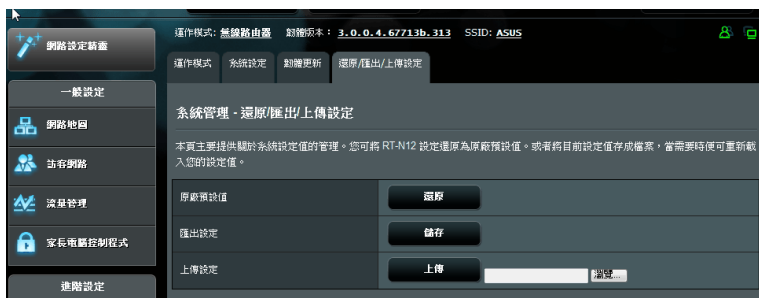 運作模式: 無線路由器 韌體版本: 3.0.0.4.67713b.313 SSID: ASUS
網路設定精靈
運作模式 系統設定 韌體更新 還原/匯出/上傳設定
一般設定
系統管理 - 還原/匯出/上傳設定
網路地圖
本頁主要提供關於系統設定值的管理。您可將 RT-N12 設定還原為原廠預設值。或者將目前設定值存成檔案，當需要時便可重新載
入您的設定值。
訪客網路
原廠預設值 還原
流量管理
匯出設定 儲存
家長電腦控制程式
上傳設定 上傳 瀏覽...
進階設定